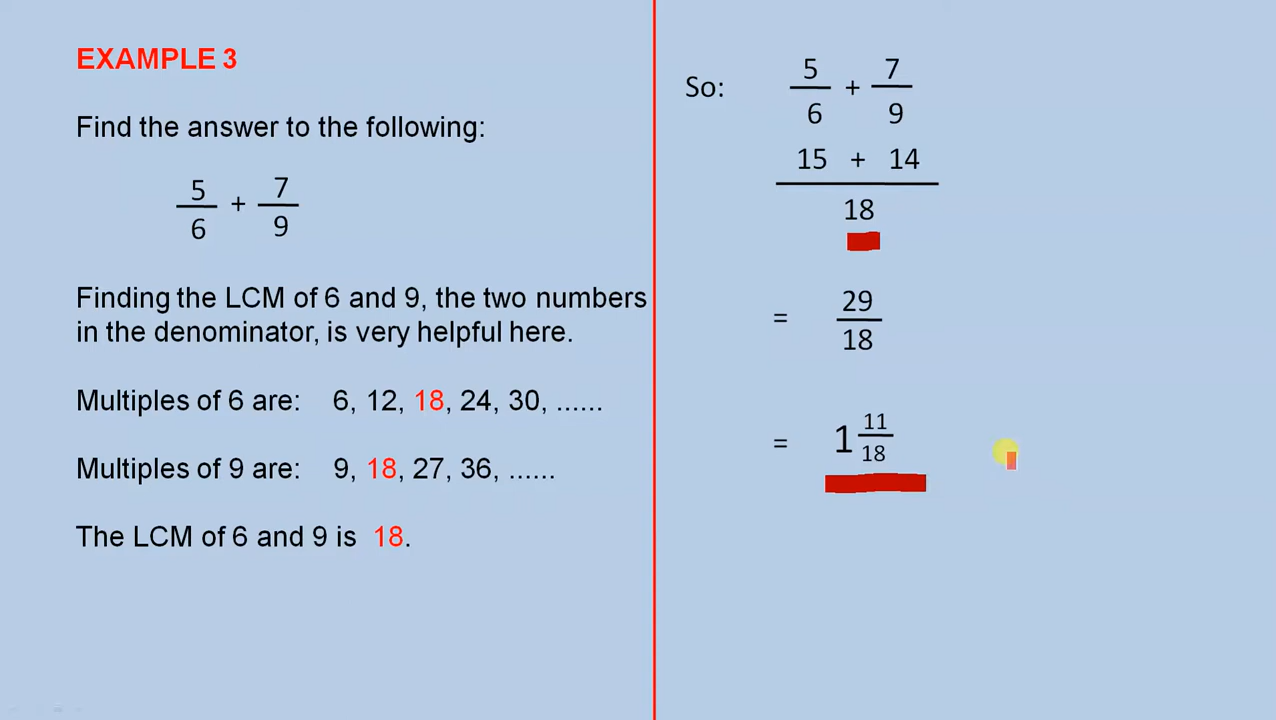 EXAMPLE 3
Find the answer to the following:
5/6 + 7/9
Finding the LCM of 6 and 9, the two numbers
in the denominator, is very helpful here.
Multiples of 6 are: 6, 12, 18, 24, 30, ......
Multiples of 9 are: 9, 18, 27, 36, ......
The LCM of 6 and 9 is 18.
So: 5/6 + 7/9
15 + 14
18
= 29/18
= 1 11/18